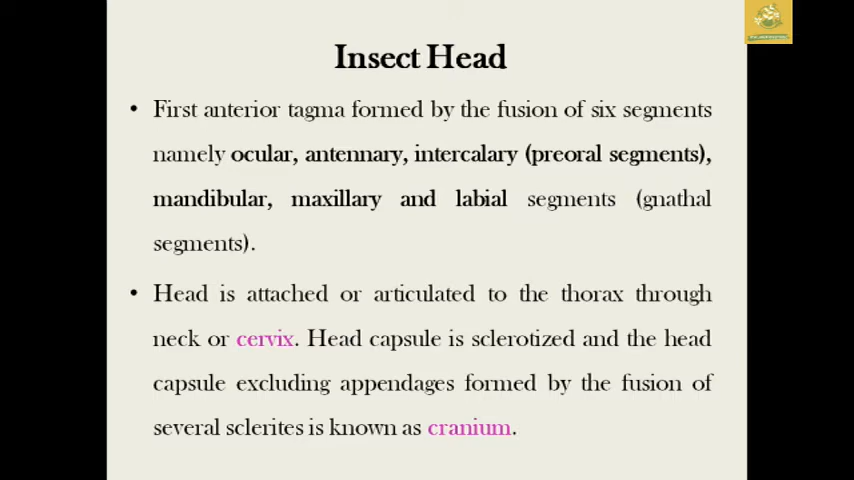 Insect Head
• First anterior tagma formed by the fusion of six segments
namely ocular, antennary, intercalary (preoral segments),
mandibular, maxillary and labial segments (gnathal
segments).
• Head is attached or articulated to the thorax through
neck or cervix. Head capsule is sclerotized and the head
capsule excluding appendages formed by the fusion of
several sclerites is known as cranium.